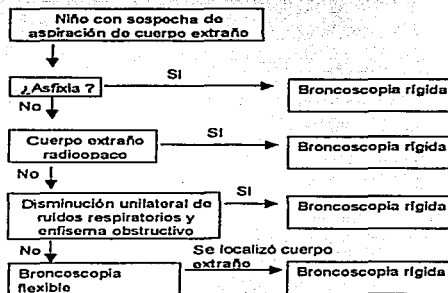 Niño con sospecha de
aspiración de cuerpo extraño
¿Asfixia ?
SI
Broncoscopia rígida
No
Cuerpo extraño
radioopaco
SI
Broncoscopia rígida
No
Disminución unilateral de
ruidos respiratorios y
enfisema obstructivo
SI
Broncoscopia rígida
No
Broncoscopia
flexible
Se localizó cuerpo
extraño
Broncoscopia rígida